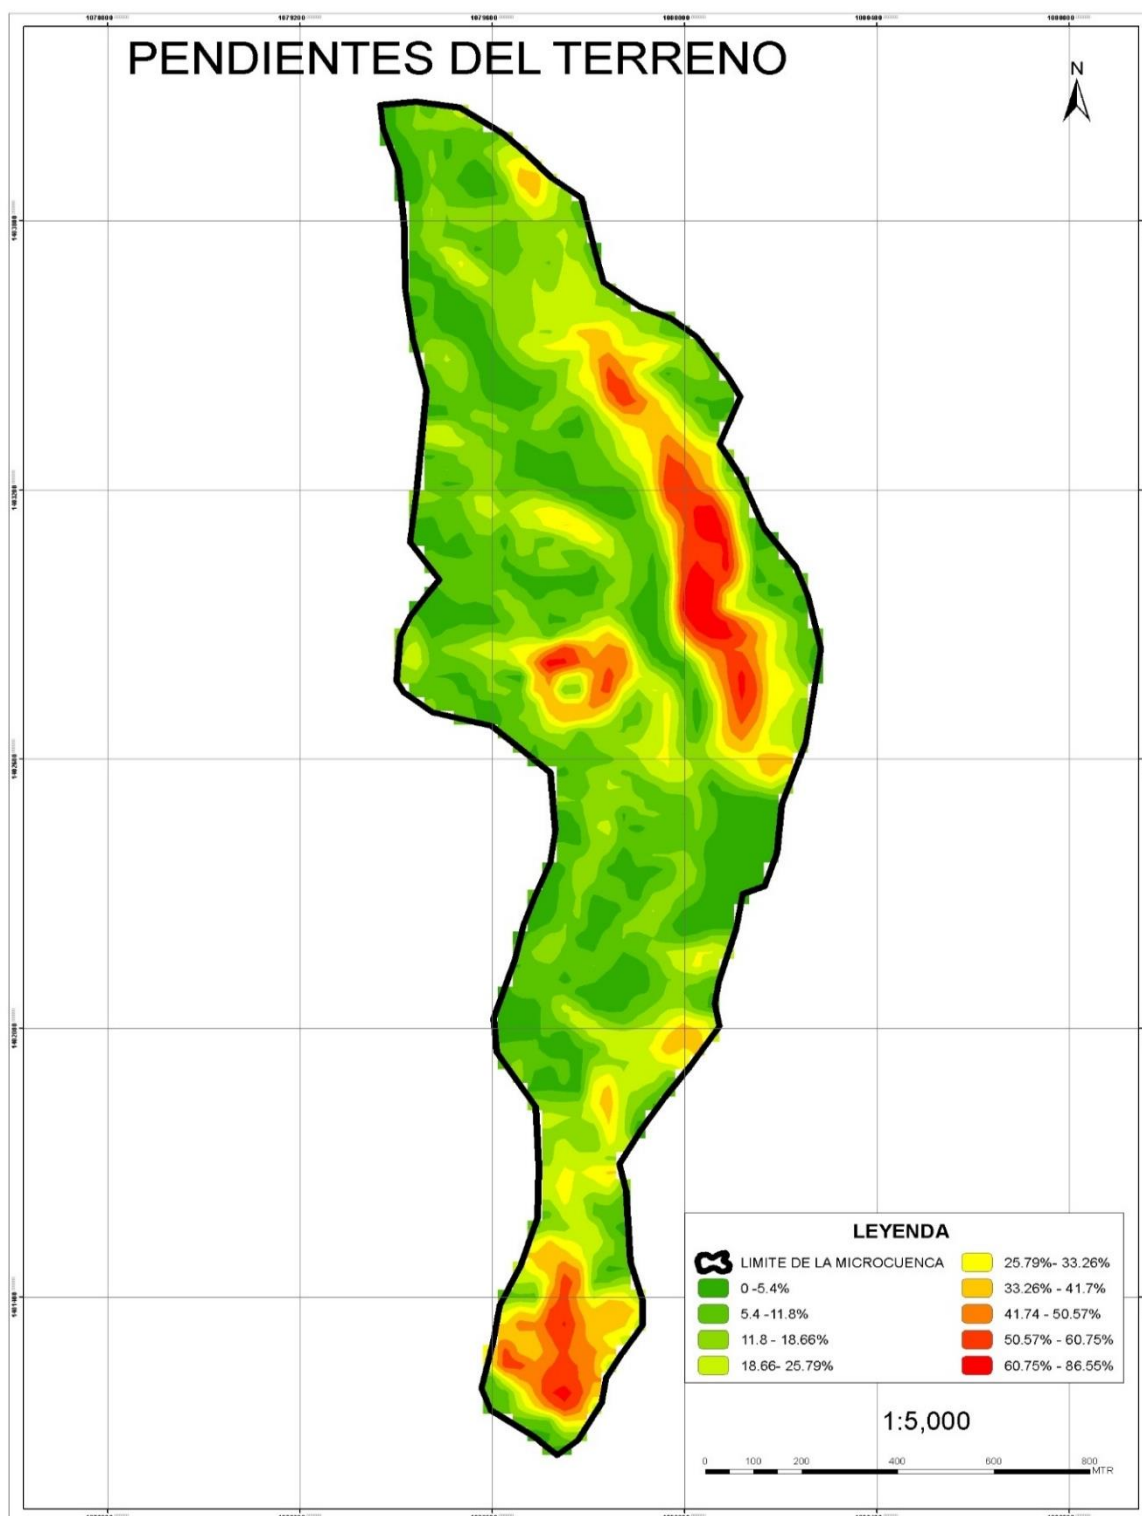 PENDIENTES DEL TERRENO
N
LEYENDA
LIMITE DE LA MICROCUENCA
0 -5.4%
5.4 -11.8%
11.8 - 18.66%
18.66- 25.79%
25.79%- 33.26%
33.26% - 41.7%
41.74 - 50.57%
50.57% - 60.75%
60.75% - 86.55%
1:5,000
0 100 200 400 600 800
MTR